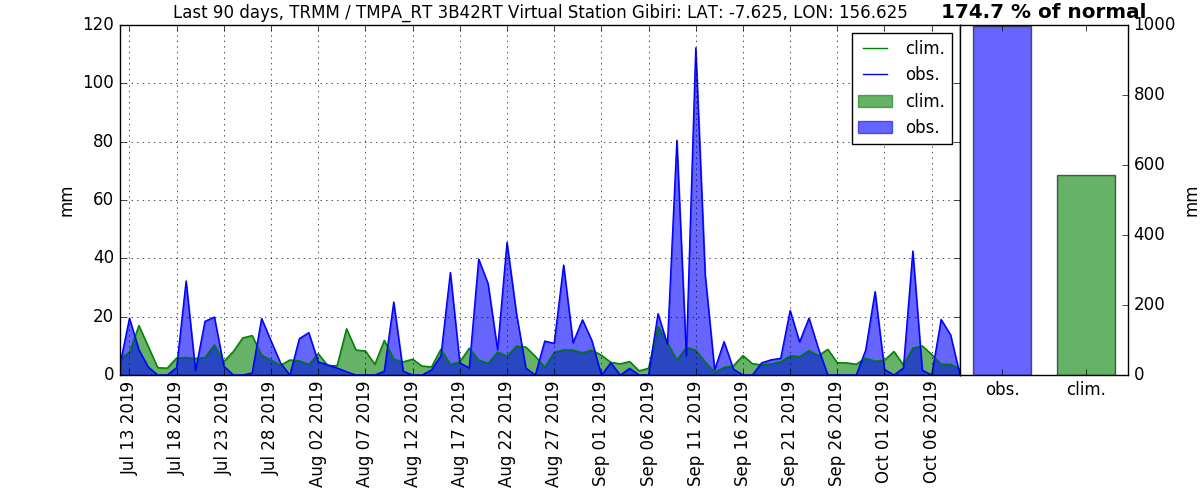 Last 90 days, TRMM / TMPA_RT 3B42RT Virtual Station Gibiri: LAT: -7.625, LON: 156.625
174.7 % of normal
120
100
80
60
40
20
0
mm
clim.
obs.
clim.
obs.
1000
800
600
400
200
0
mm
obs.
clim.
Jul 13 2019
Jul 18 2019
Jul 23 2019
Jul 28 2019
Aug 02 2019
Aug 07 2019
Aug 12 2019
Aug 17 2019
Aug 22 2019
Aug 27 2019
Sep 01 2019
Sep 06 2019
Sep 11 2019
Sep 16 2019
Sep 21 2019
Sep 26 2019
Oct 01 2019
Oct 06 2019